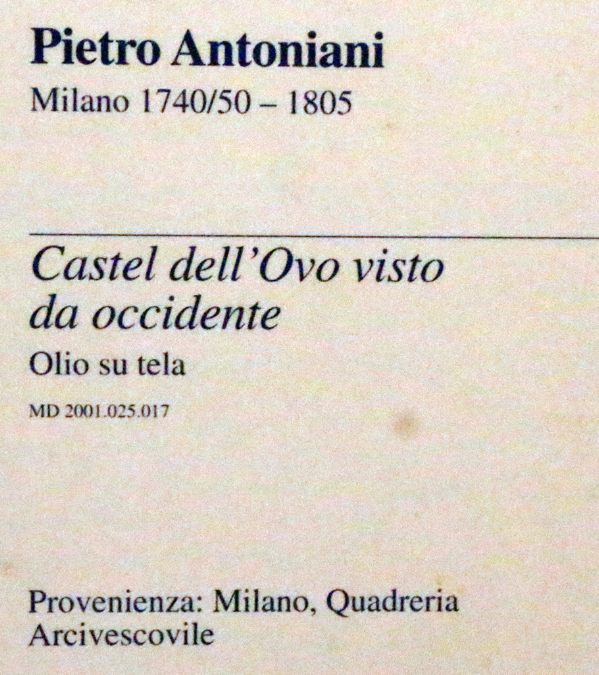 Pietro Antoniani
Milano 1740/50 – 1805
Castel dell'Ovo visto
da occidente
Olio su tela
MD 2001.025.017
Provenienza: Milano, Quadreria
Arcivescovile